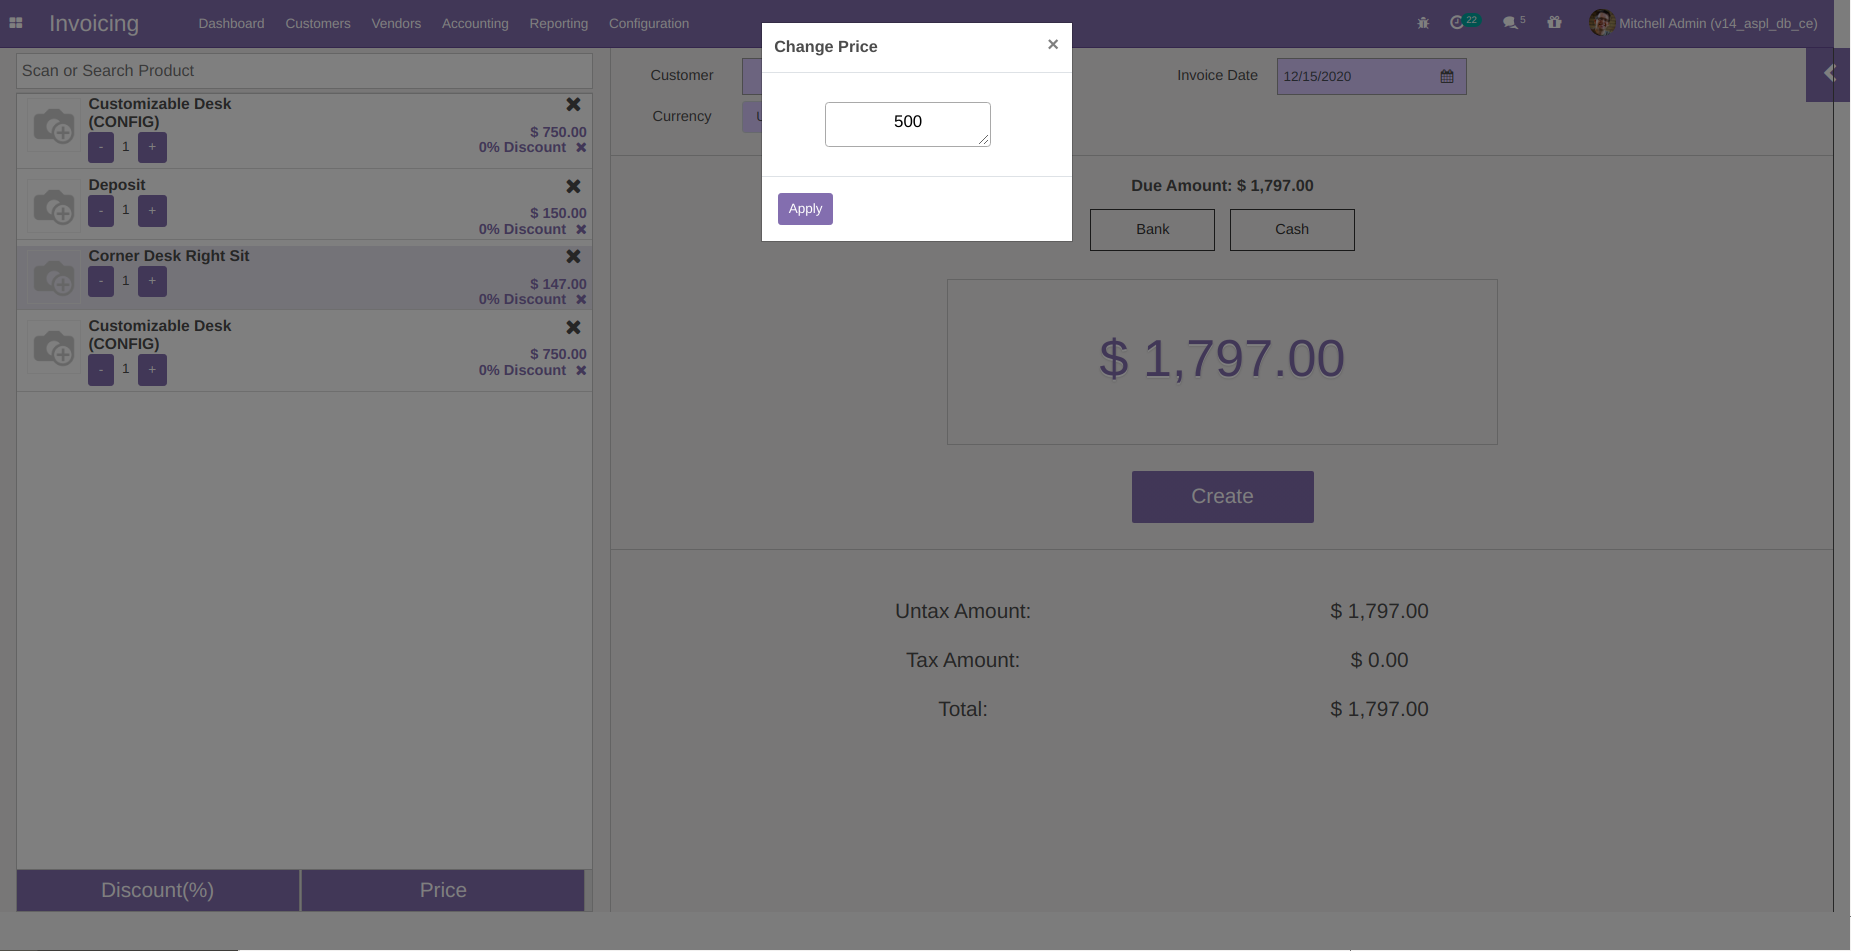 Invoicing
Dashboard Customers Vendors Accounting Reporting Configuration
22 5 Mitchell Admin (v14_aspl_db_ce)
Scan or Search Product
Customizable Desk
(CONFIG)
- 1 +
$ 750.00
0% Discount
Deposit
- 1 +
$ 150.00
0% Discount
Corner Desk Right Sit
- 1 +
$ 147.00
0% Discount
Customizable Desk
(CONFIG)
- 1 +
$ 750.00
0% Discount
Discount(%) Price
Change Price ×
500
Apply
Customer
Invoice Date 12/15/2020
Currency
Due Amount: $ 1,797.00
Bank Cash
$ 1,797.00
Create
Untax Amount: $ 1,797.00
Tax Amount: $ 0.00
Total: $ 1,797.00